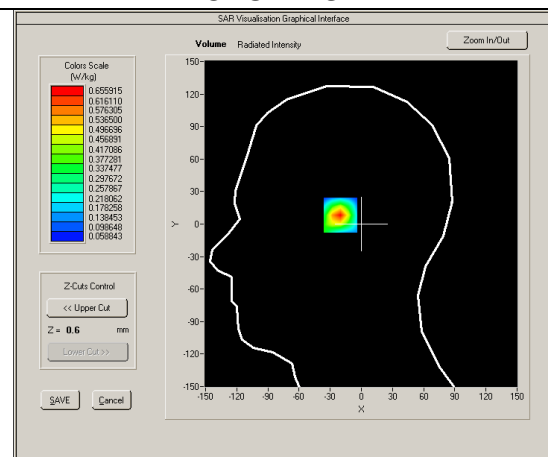 SAR Visualisation Graphical Interface
Volume Radiated Intensity
Zoom In/Out
Colors Scale
(W/kg)
0.655915
0.616110
0.576305
0.536500
0.496696
0.456891
0.417086
0.377281
0.337477
0.297672
0.257867
0.218062
0.178258
0.138453
0.098648
0.058843
Z-Cuts Control
<< Upper Cut
Z = 0.6 mm
Lower Cut >>
SAVE Cancel
150
120
90
60
30
Y 0
-30
-60
-90
-120
-150
-150 -120 -90 -60 -30 0 30 60 90 120 150
X